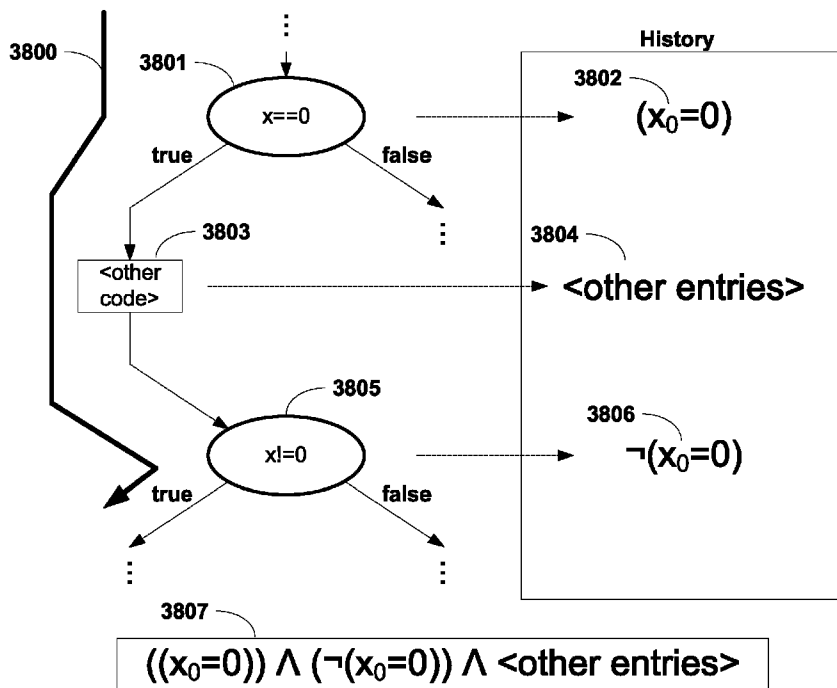 ⋮
3800
3801
History
3802
x==0
(x₀=0)
true
false
⋮
3803
3804
<other
code>
<other entries>
3805
3806
x!=0
¬(x₀=0)
true
false
⋮
⋮
3807
((x₀=0)) Λ (¬(x₀=0)) Λ <other entries>